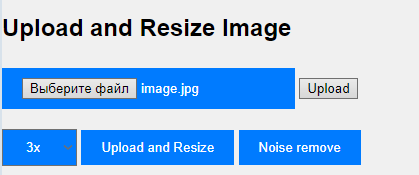 Upload and Resize Image
Выберите файл image.jpg Upload
3x Upload and Resize Noise remove